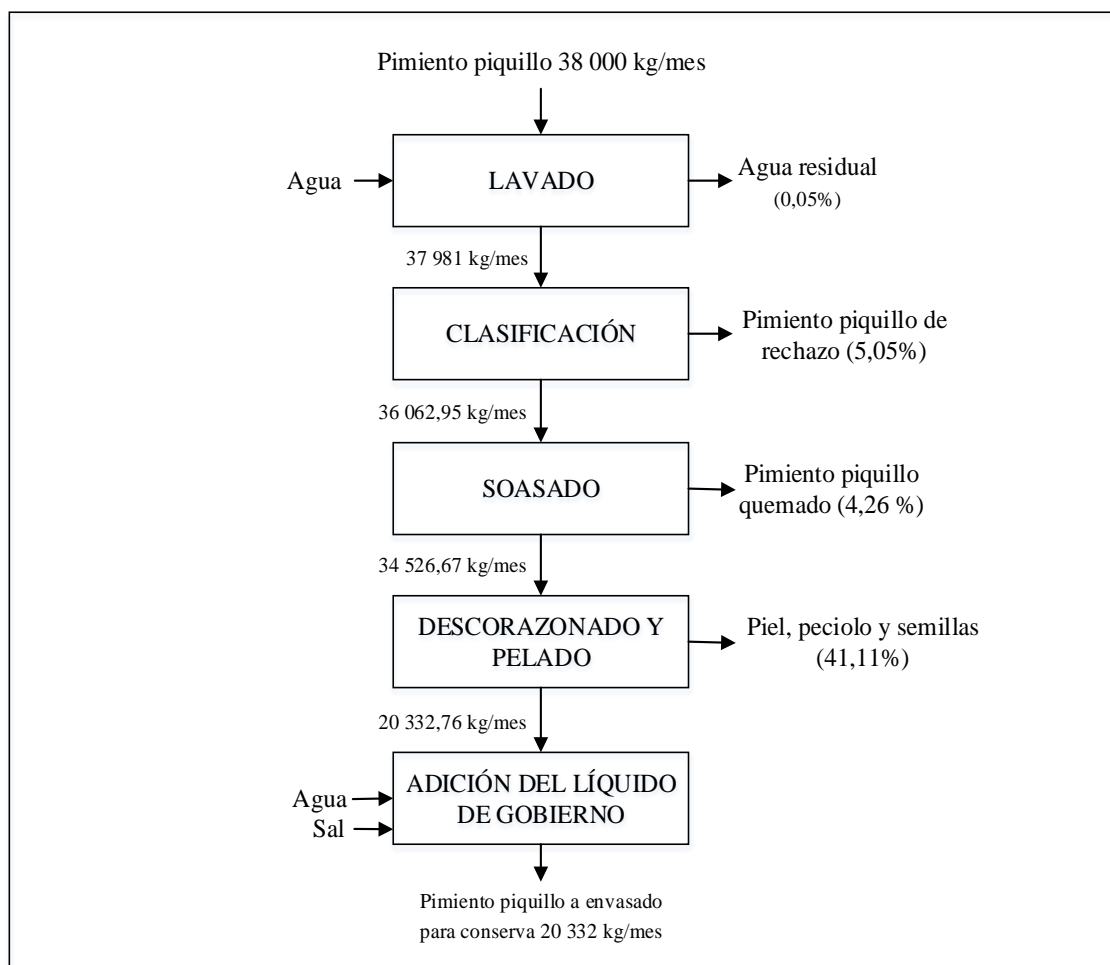 Pimiento piquillo 38 000 kg/mes
Agua
LAVADO
Agua residual
(0,05%)
37 981 kg/mes
CLASIFICACIÓN
Pimiento piquillo de
rechazo (5,05%)
36 062,95 kg/mes
SOASADO
Pimiento piquillo
quemado (4,26 %)
34 526,67 kg/mes
DESCORAZONADO Y
PELADO
Piel, peciolo y semillas
(41,11%)
20 332,76 kg/mes
Agua
Sal
ADICIÓN DEL LÍQUIDO
DE GOBIERNO
Pimiento piquillo a envasado
para conserva 20 332 kg/mes